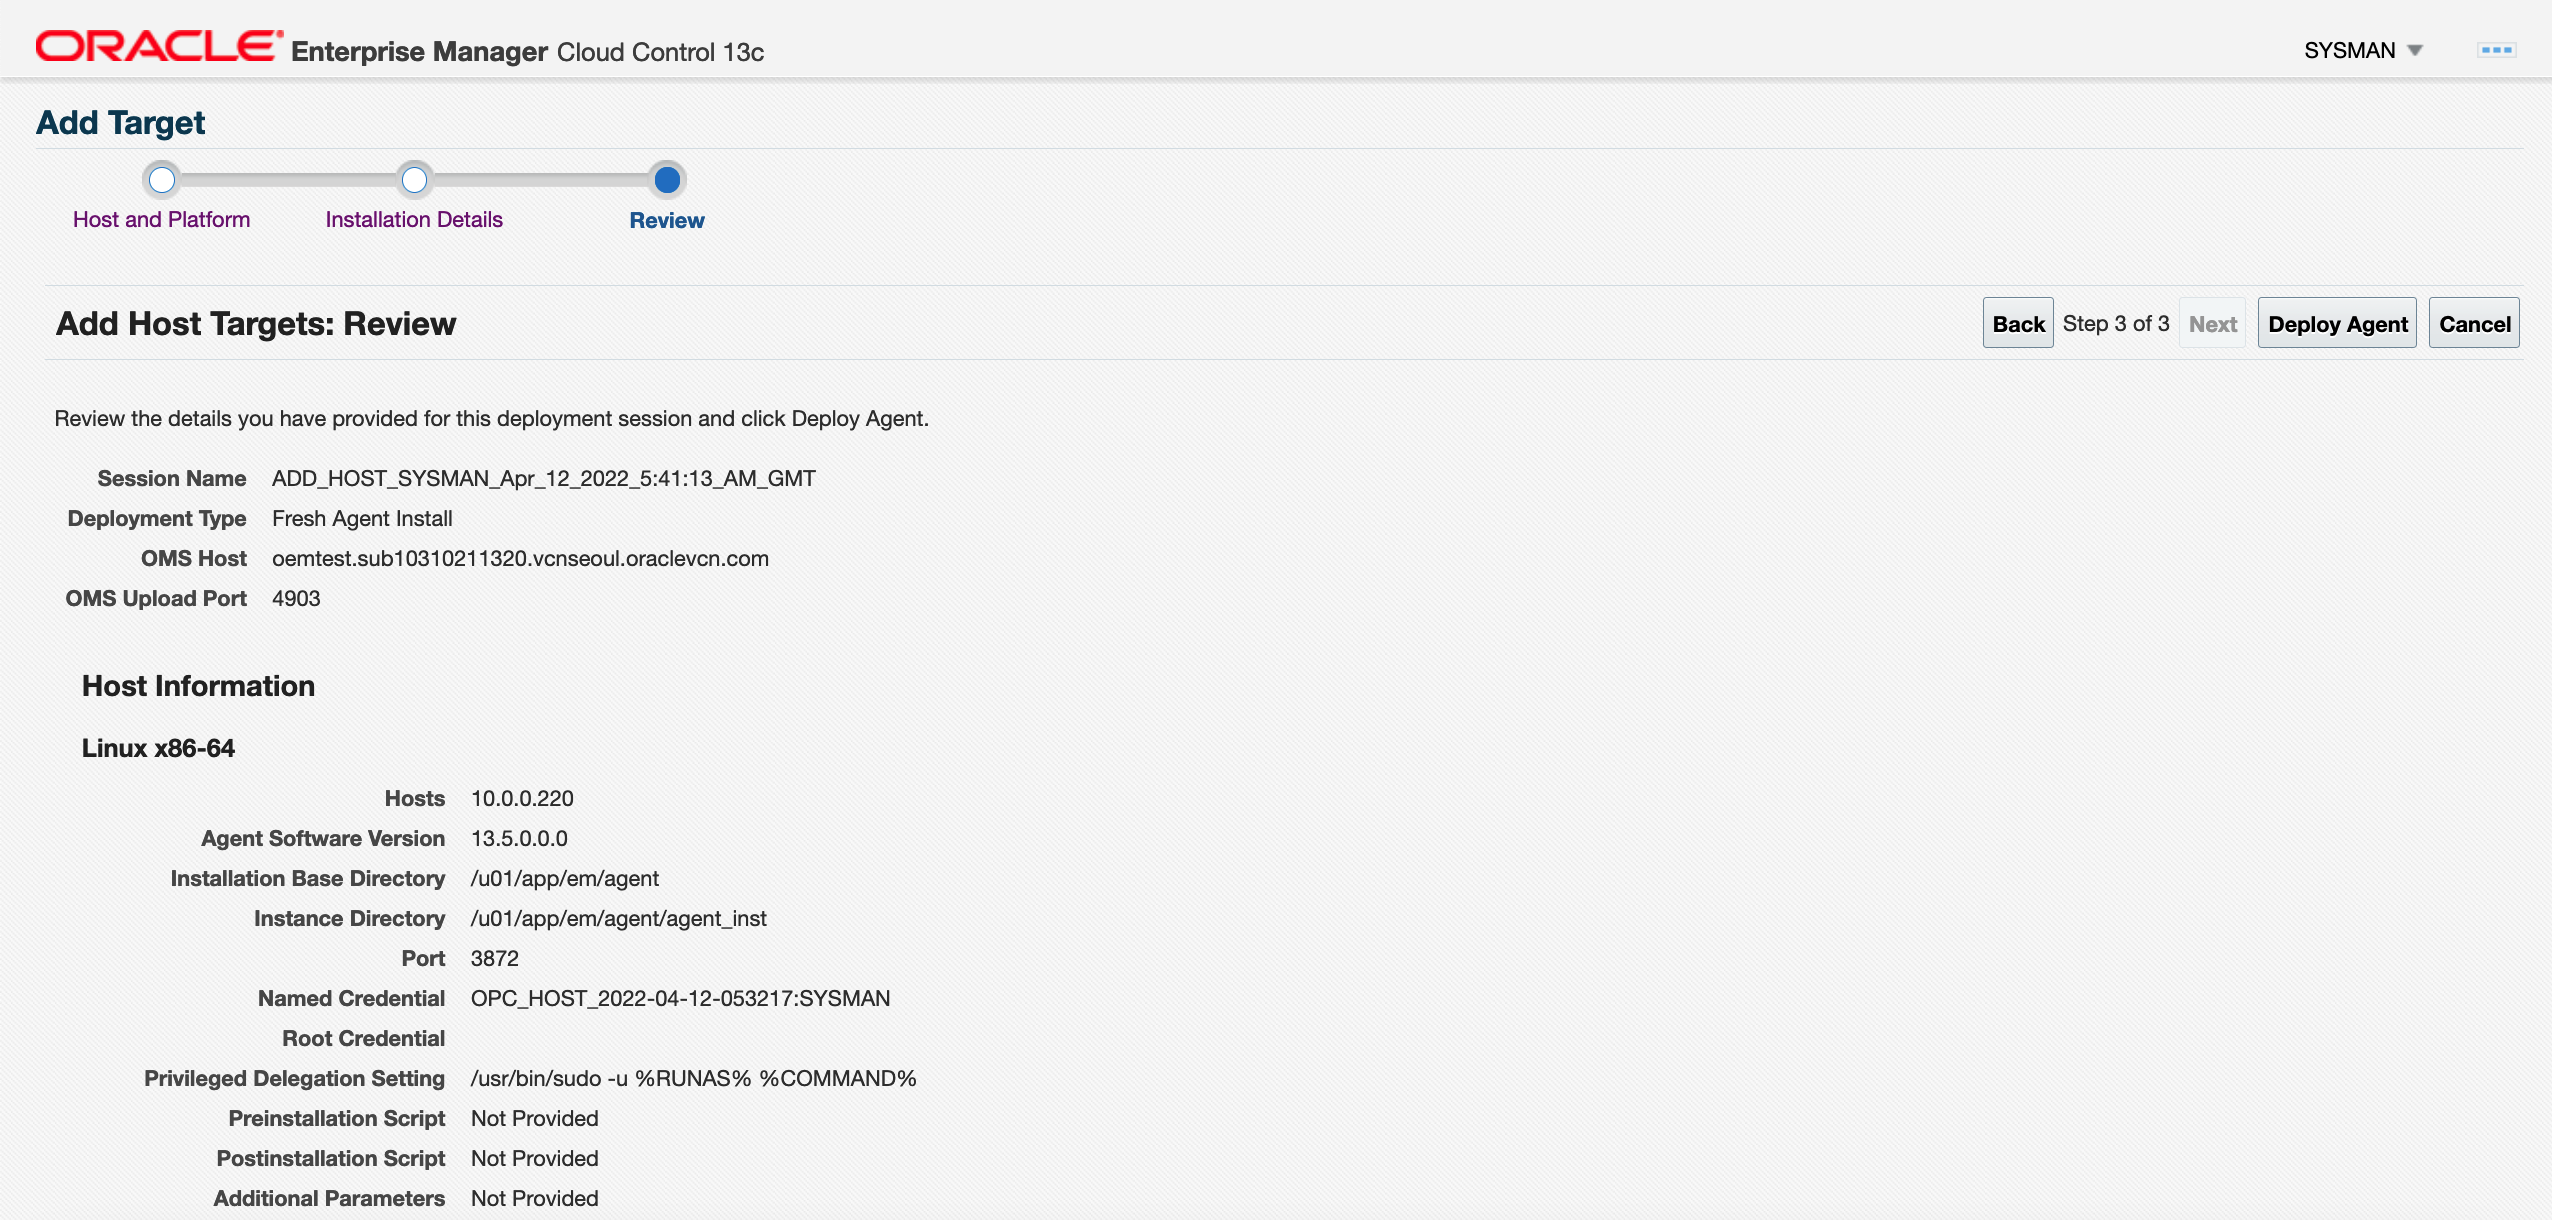 ORACLE Enterprise Manager Cloud Control 13c SYSMAN
Add Target
Host and Platform Installation Details Review
Add Host Targets: Review Back Step 3 of 3 Next Deploy Agent Cancel
Review the details you have provided for this deployment session and click Deploy Agent.
Session Name ADD_HOST_SYSMAN_Apr_12_2022_5:41:13_AM_GMT
Deployment Type Fresh Agent Install
OMS Host oemtest.sub10310211320.vcnseoul.oraclevcn.com
OMS Upload Port 4903
Host Information
Linux x86-64
Hosts 10.0.0.220
Agent Software Version 13.5.0.0.0
Installation Base Directory /u01/app/em/agent
Instance Directory /u01/app/em/agent/agent_inst
Port 3872
Named Credential OPC_HOST_2022-04-12-053217:SYSMAN
Root Credential
Privileged Delegation Setting /usr/bin/sudo -u %RUNAS% %COMMAND%
Preinstallation Script Not Provided
Postinstallation Script Not Provided
Additional Parameters Not Provided